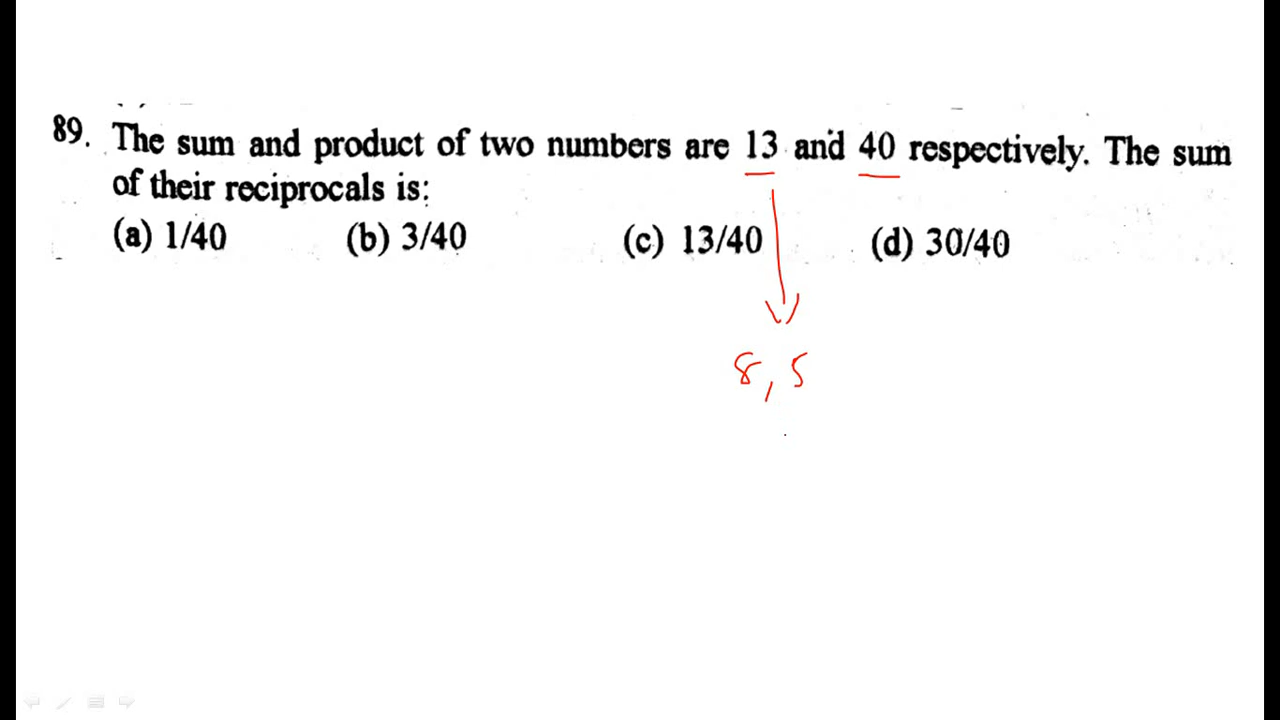 89. The sum and product of two numbers are 13 and 40 respectively. The sum
of their reciprocals is:
(a) 1/40 (b) 3/40 (c) 13/40 (d) 30/40
8, 5